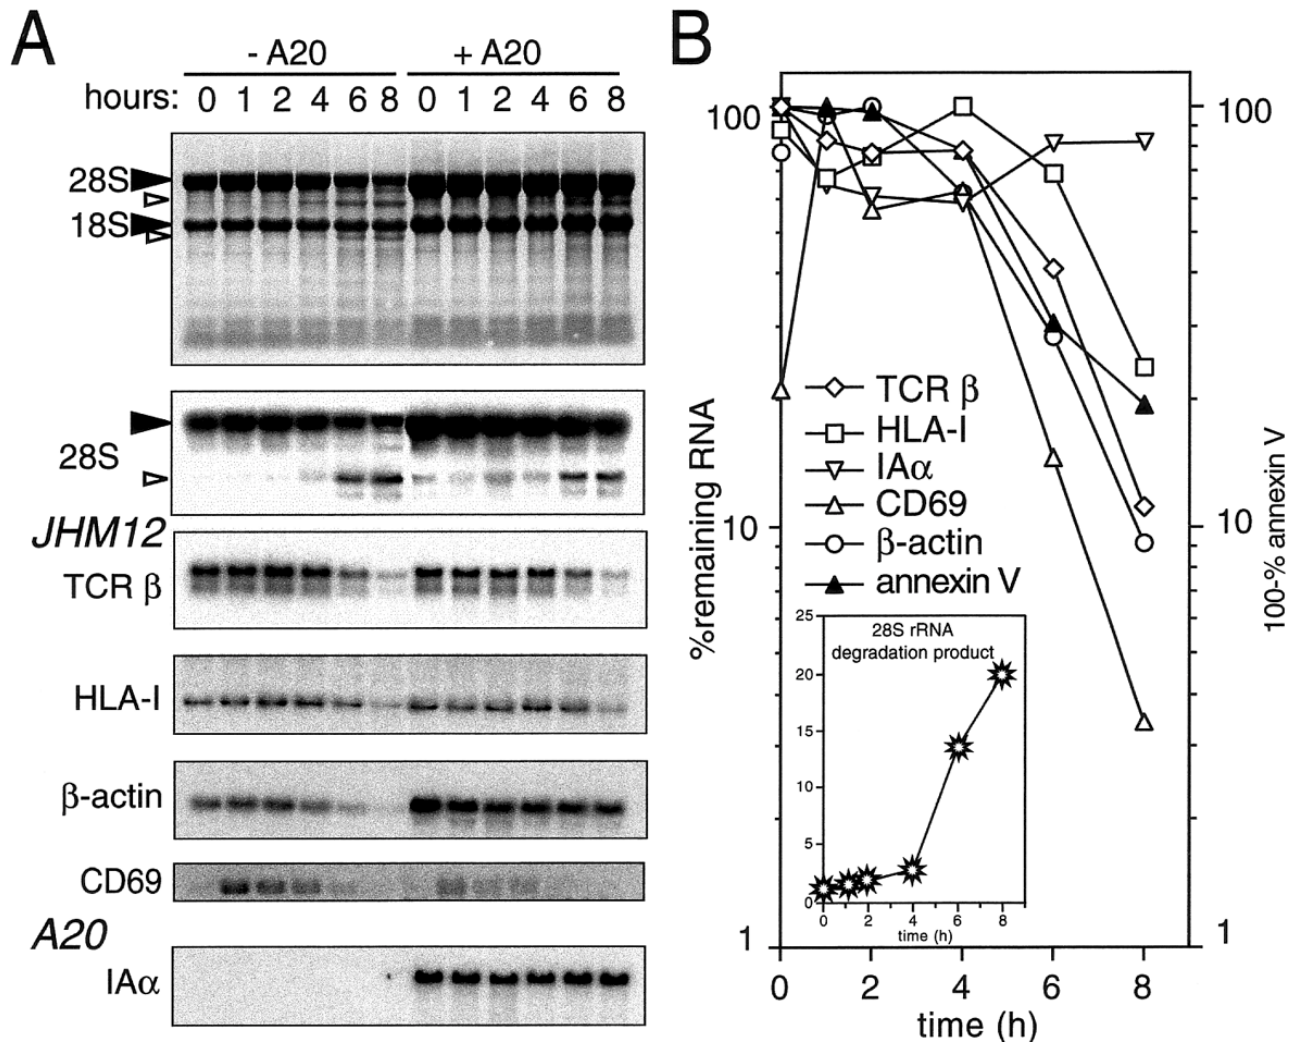 A
- A20 + A20
hours: 0 1 2 4 6 8 0 1 2 4 6 8
28S
18S
28S
JHM12
TCR β
HLA-I
β-actin
CD69
A20
IAα
B
100
10
1
%remaining RNA
TCR β
HLA-I
IAα
CD69
β-actin
annexin V
28S rRNA
degradation product
25
20
15
10
5
0
0 2 4 6 8
time (h)
100
10
1
100-% annexin V
0 2 4 6 8
time (h)